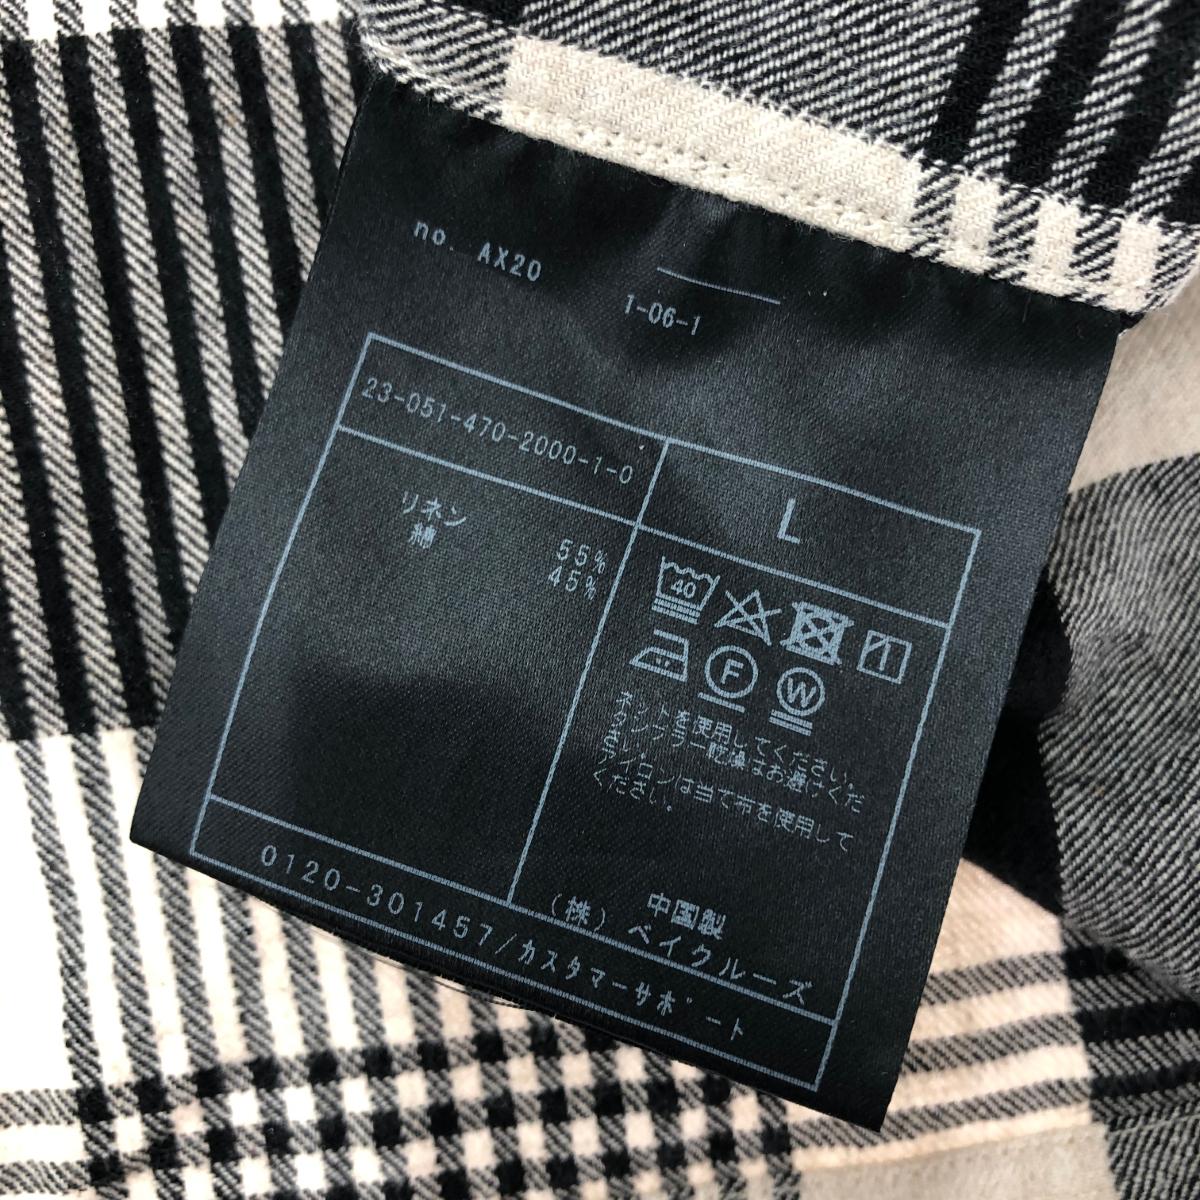 no. AX20
1-06-1
23-051-470-2000-1-0
L
リネン 55%
綿 45%
40
F W
ネットを使用してください。
タンブラー乾燥はお避けくだ
さい。
アイロンは当て布を使用して
ください。
中国製
(株) ベイクルーズ
0120-301457/カスタマーサポート